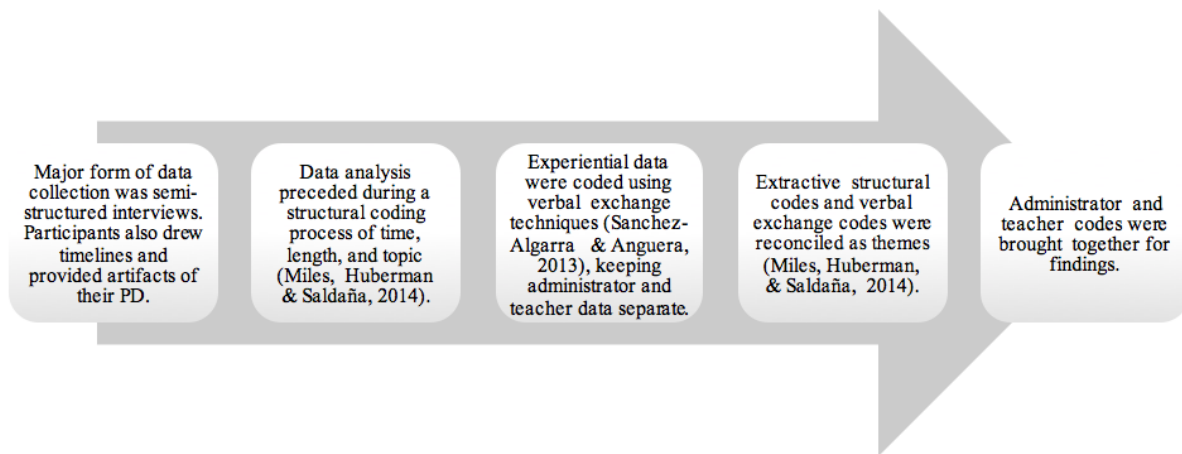 Major form of data
collection was semi-
structured interviews.
Participants also drew
timelines and
provided artifacts of
their PD.
Data analysis
preceded during a
structural coding
process of time,
length, and topic
(Miles, Huberman
& Saldaña, 2014).
Experiential data
were coded using
verbal exchange
techniques (Sanchez-
Algarra & Anguera,
2013), keeping
administrator and
teacher data separate.
Extractive structural
codes and verbal
exchange codes were
reconciled as themes
(Miles, Huberman,
& Saldaña, 2014).
Administrator and
teacher codes were
brought together for
findings.